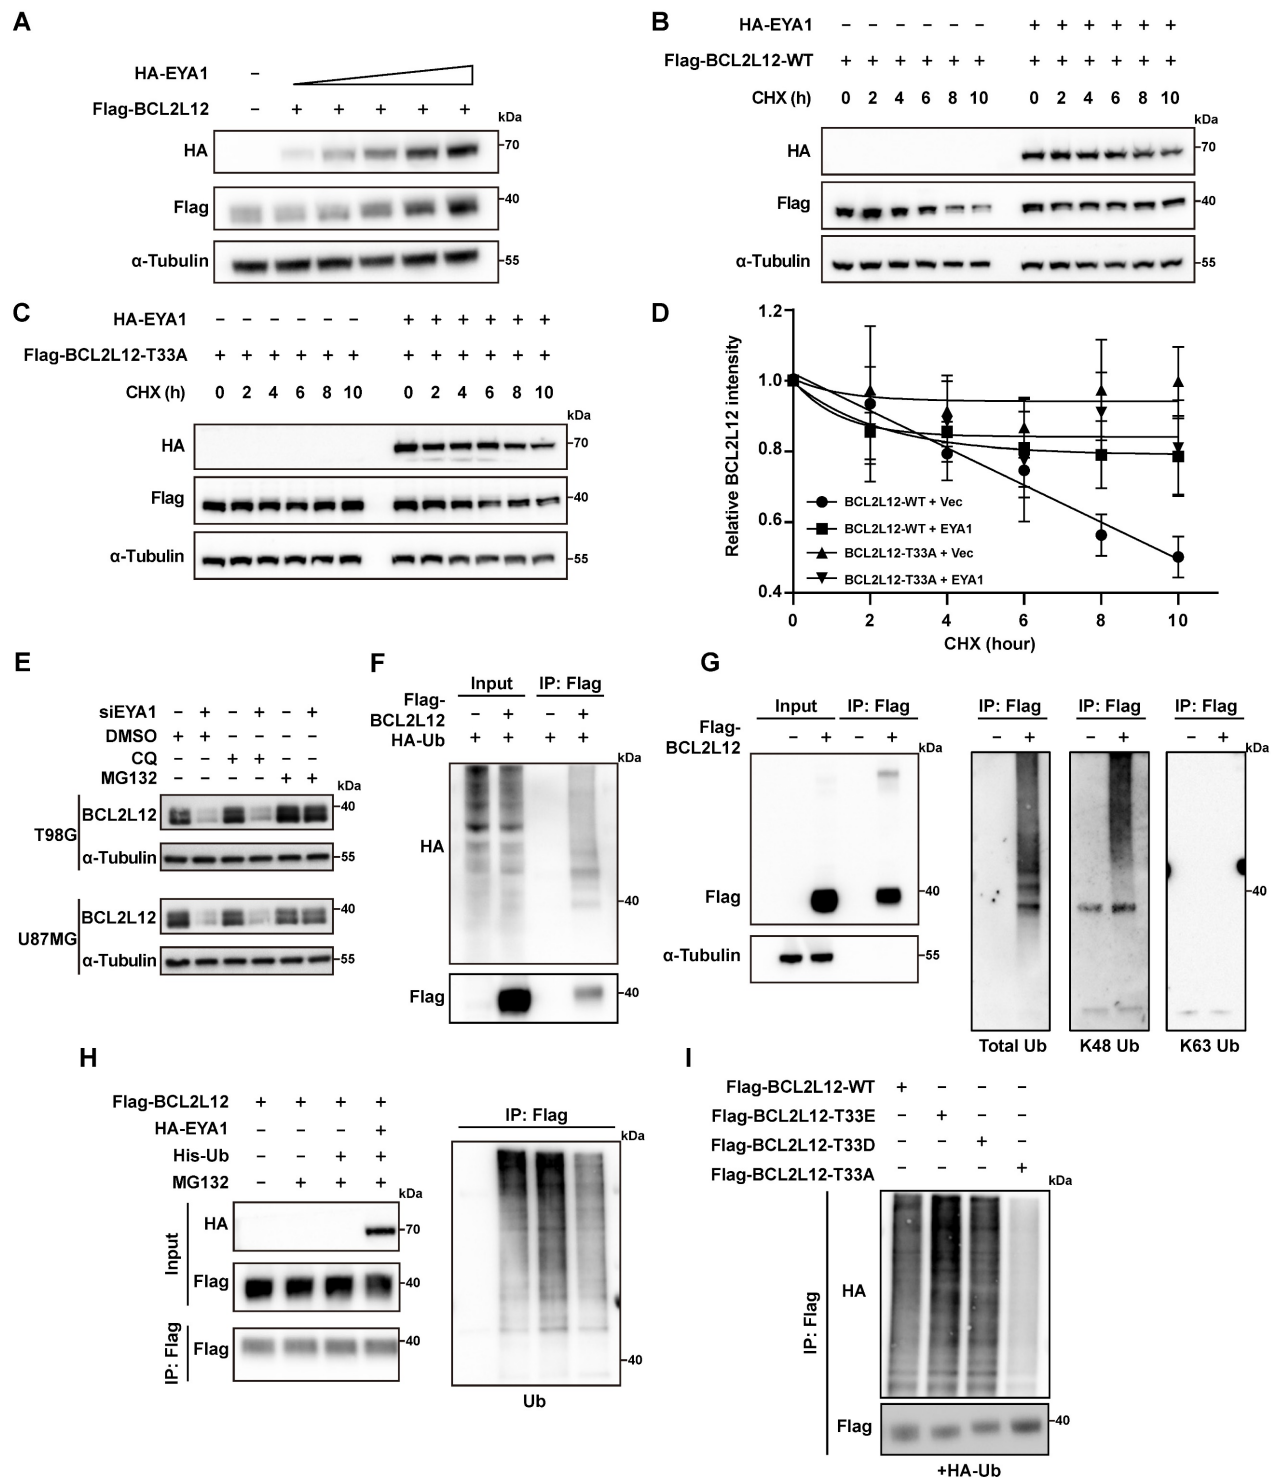 A
HA-EYA1 –
Flag-BCL2L12 – + + + + +
kDa
HA -70
Flag -40
α-Tubulin -55
B
HA-EYA1 – – – – – – + + + + + +
Flag-BCL2L12-WT + + + + + + + + + + + +
CHX (h) 0 2 4 6 8 10 0 2 4 6 8 10
kDa
HA -70
Flag -40
α-Tubulin -55
C
HA-EYA1 – – – – – – + + + + + +
Flag-BCL2L12-T33A + + + + + + + + + + + +
CHX (h) 0 2 4 6 8 10 0 2 4 6 8 10
kDa
HA -70
Flag -40
α-Tubulin -55
D
Relative BCL2L12 intensity
1.2
1.0
0.8
0.6
0.4
BCL2L12-WT + Vec
BCL2L12-WT + EYA1
BCL2L12-T33A + Vec
BCL2L12-T33A + EYA1
0 2 4 6 8 10
CHX (hour)
E
siEYA1 – + – + – +
DMSO + + – – – –
CQ – – + + – –
MG132 – – – – + +
kDa
T98G
BCL2L12 -40
α-Tubulin -55
U87MG
BCL2L12 -40
α-Tubulin -55
F
Input IP: Flag
Flag-
BCL2L12 – + – +
HA-Ub + + + +
kDa
HA
-40
Flag -40
G
Input IP: Flag
Flag-
BCL2L12 – + – +
kDa
Flag -40
α-Tubulin -55
IP: Flag IP: Flag IP: Flag
– + – + – +
kDa
-40
Total Ub K48 Ub K63 Ub
H
Flag-BCL2L12 + + + +
HA-EYA1 – – – +
His-Ub – – + +
MG132 – + + +
kDa
Input
HA -70
Flag -40
IP: Flag
Flag -40
IP: Flag
kDa
-40
Ub
I
Flag-BCL2L12-WT + – – –
Flag-BCL2L12-T33E – + – –
Flag-BCL2L12-T33D – – + –
Flag-BCL2L12-T33A – – – +
kDa
IP: Flag
HA
Flag -40
+HA-Ub